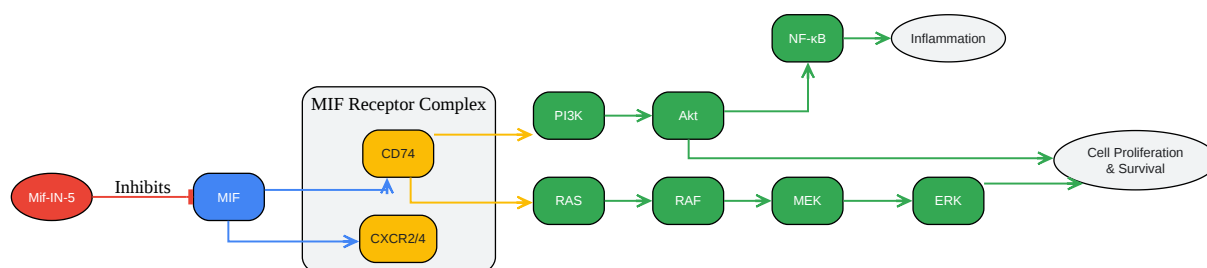 NF-κB
Inflammation
MIF Receptor Complex
PI3K
Akt
CD74
Cell Proliferation
& Survival
Mif-IN-5
Inhibits
MIF
RAS
RAF
MEK
ERK
CXCR2/4